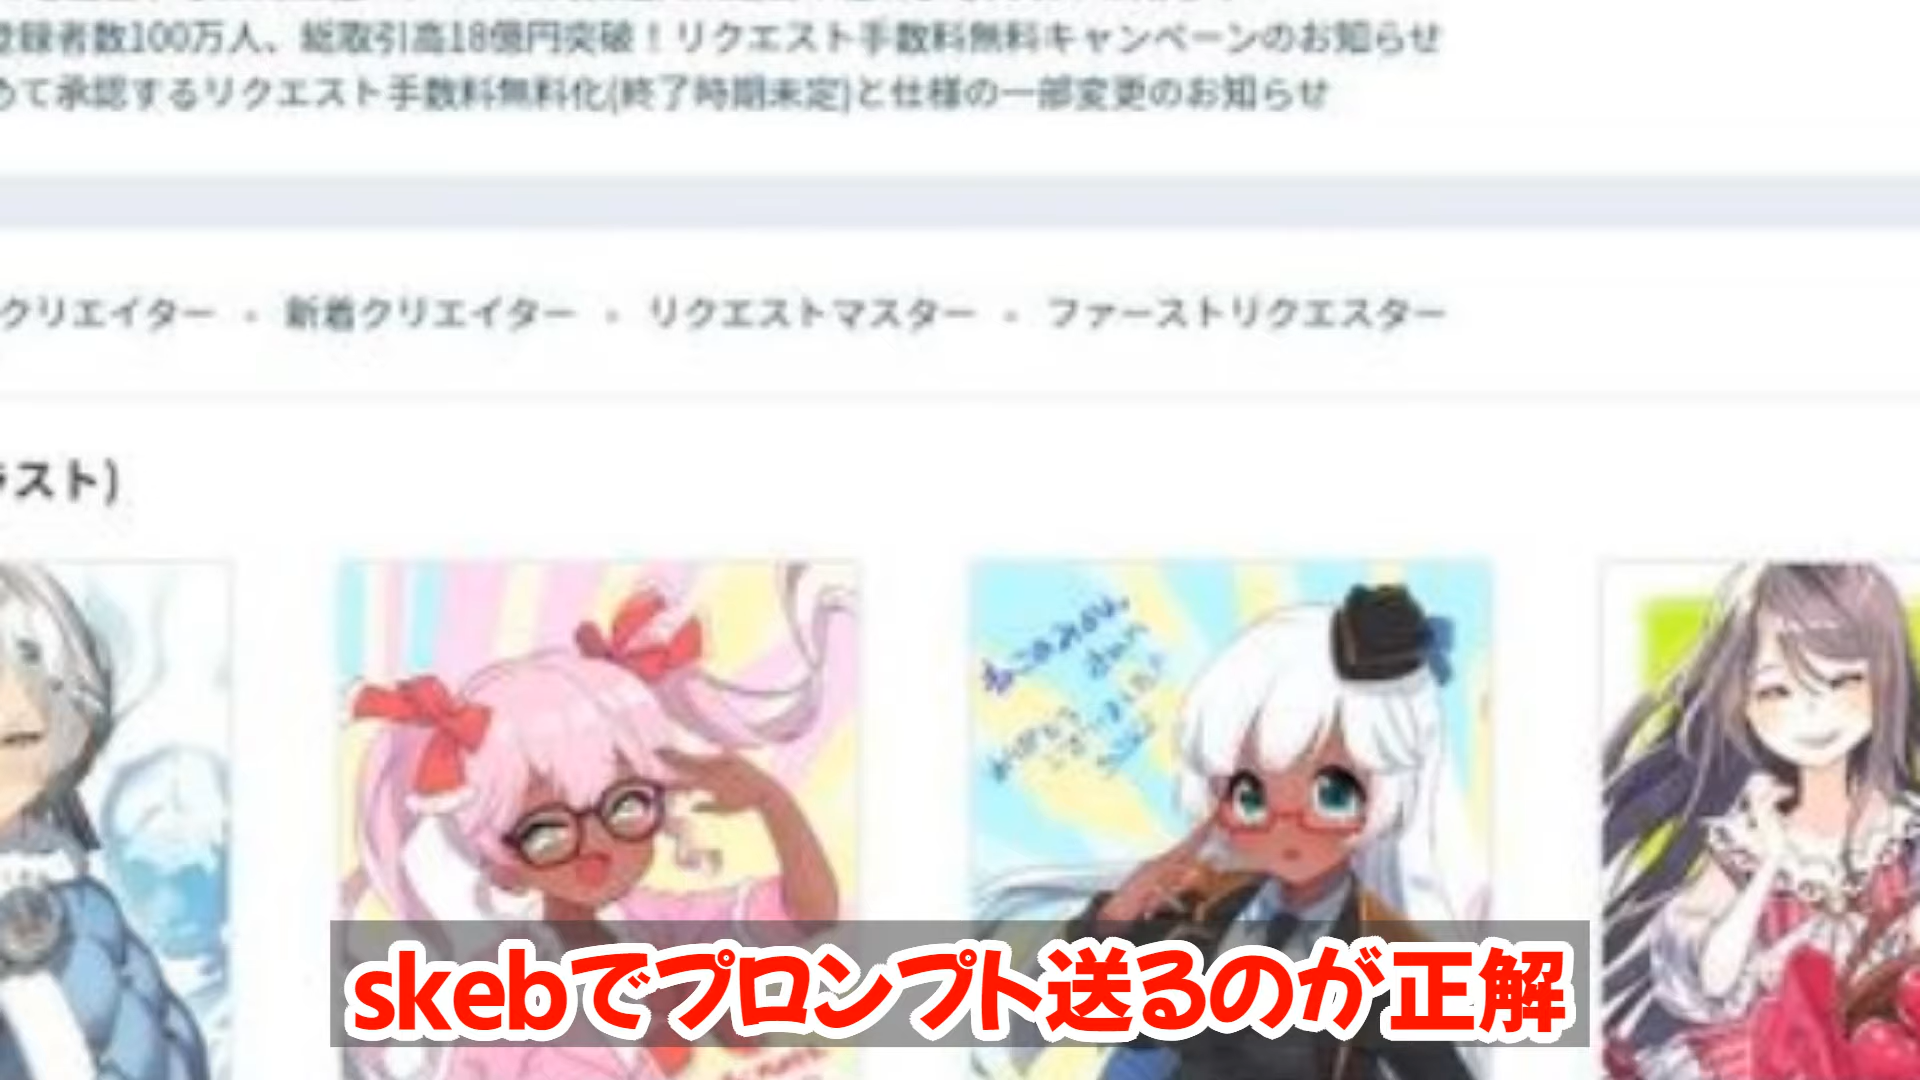 登録者数100万人、総取引高18億円突破！リクエスト手数料無料キャンペーンのお知らせ
めて承認するリクエスト手数料無料化(終了時期未定)と仕様の一部変更のお知らせ
クリエイター ・ 新着クリエイター ・ リクエストマスター ・ ファーストリクエスター
ラスト)
skebでプロンプト送るのが正解